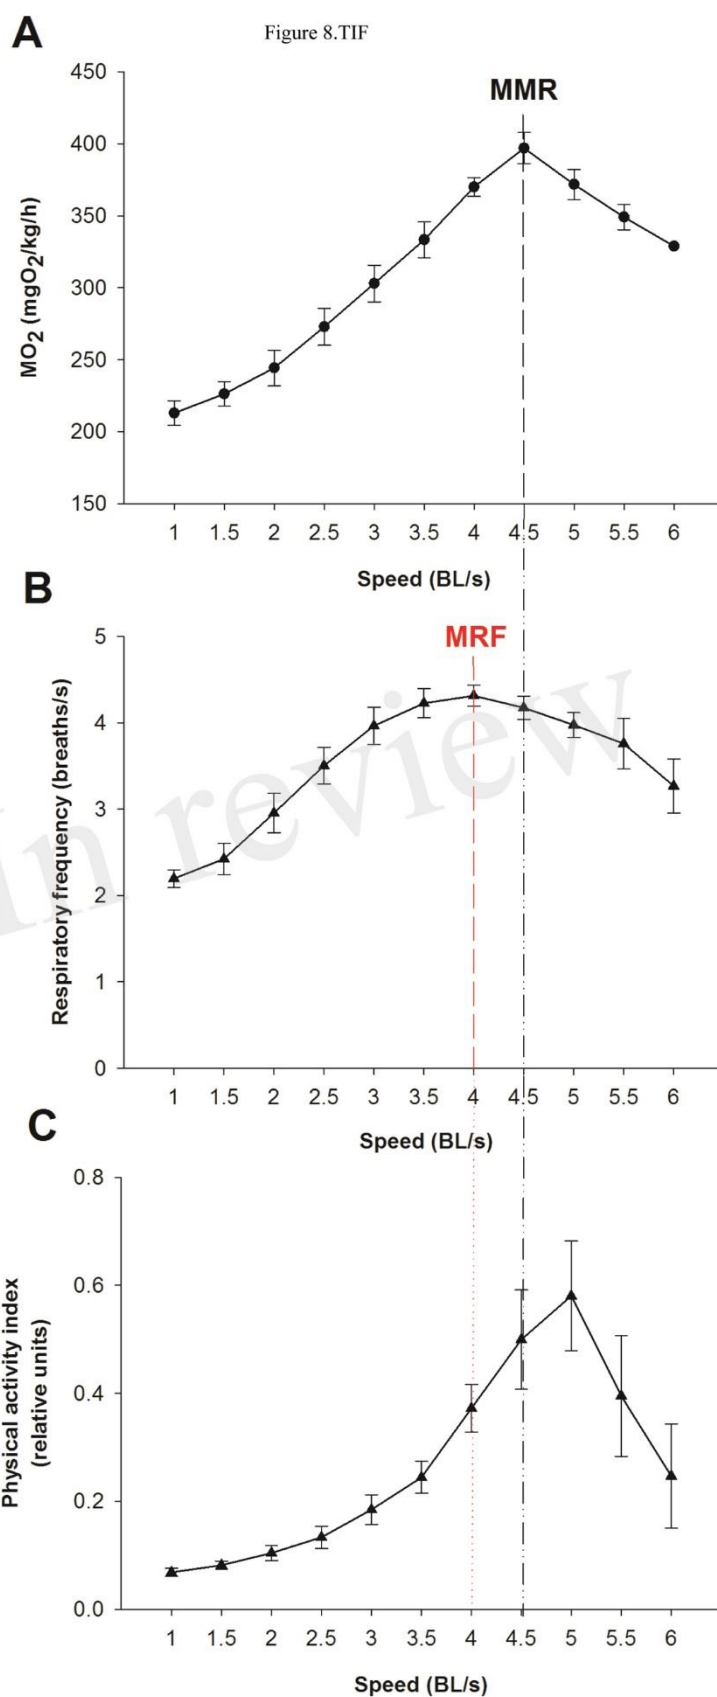 Figure 8.TIF
A
MMR
450
400
350
300
250
200
150
MO2 (mgO2/kg/h)
1 1.5 2 2.5 3 3.5 4 4.5 5 5.5 6
Speed (BL/s)
B
MRF
5
4
3
2
1
0
Respiratory frequency (breaths/s)
1 1.5 2 2.5 3 3.5 4 4.5 5 5.5 6
Speed (BL/s)
In review
C
0.8
0.6
0.4
0.2
0.0
Physical activity index
(relative units)
1 1.5 2 2.5 3 3.5 4 4.5 5 5.5 6
Speed (BL/s)